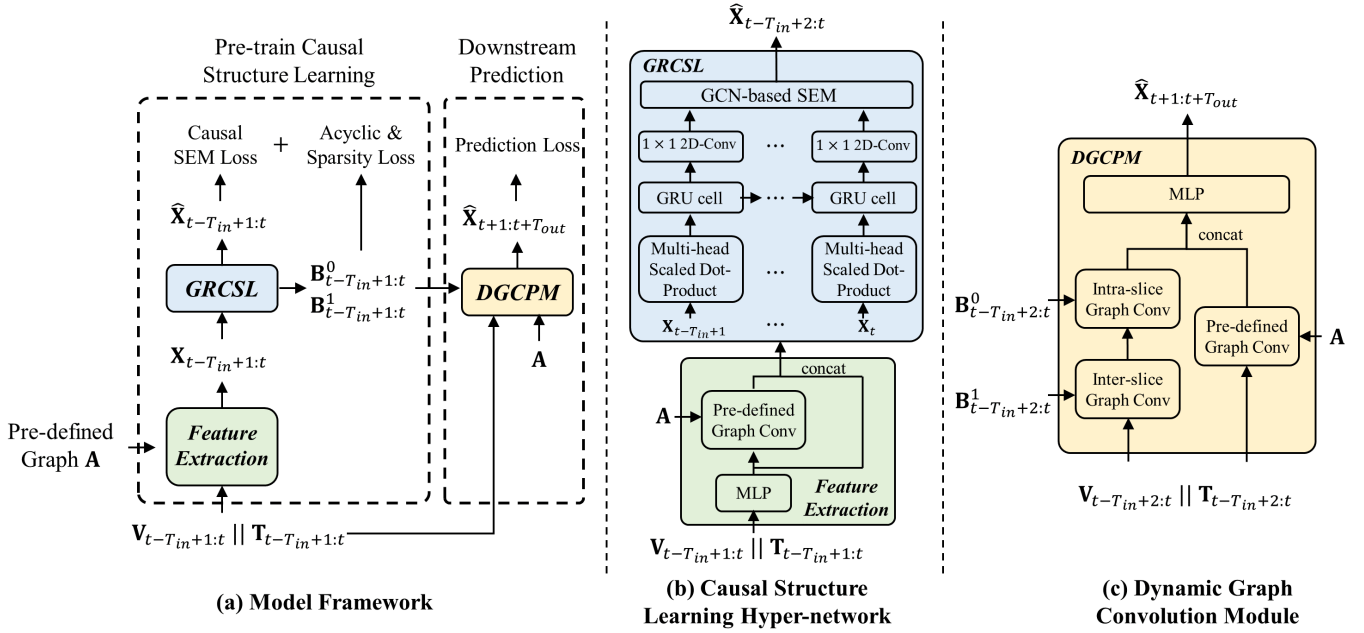 Pre-train Causal
Structure Learning
Downstream
Prediction
Causal
SEM Loss
+
Acyclic &
Sparsity Loss
Prediction Loss
X̂_{t−T_{in}+1:t}
X̂_{t+1:t+T_{out}}
GRCSL
B^0_{t−T_{in}+1:t}
B^1_{t−T_{in}+1:t}
DGCPM
X_{t−T_{in}+1:t}
A
Pre-defined
Graph A
Feature
Extraction
V_{t−T_{in}+1:t} || T_{t−T_{in}+1:t}
(a) Model Framework
X̂_{t−T_{in}+2:t}
GRCSL
GCN-based SEM
1 × 1 2D-Conv
...
1 × 1 2D-Conv
GRU cell
...
GRU cell
Multi-head
Scaled Dot-
Product
...
Multi-head
Scaled Dot-
Product
X_{t−T_{in}+1}
...
X_t
concat
A
Pre-defined
Graph Conv
MLP
Feature
Extraction
V_{t−T_{in}+1:t} || T_{t−T_{in}+1:t}
(b) Causal Structure
Learning Hyper-network
X̂_{t+1:t+T_{out}}
DGCPM
MLP
concat
B^0_{t−T_{in}+2:t}
Intra-slice
Graph Conv
Pre-defined
Graph Conv
A
B^1_{t−T_{in}+2:t}
Inter-slice
Graph Conv
V_{t−T_{in}+2:t} || T_{t−T_{in}+2:t}
(c) Dynamic Graph
Convolution Module